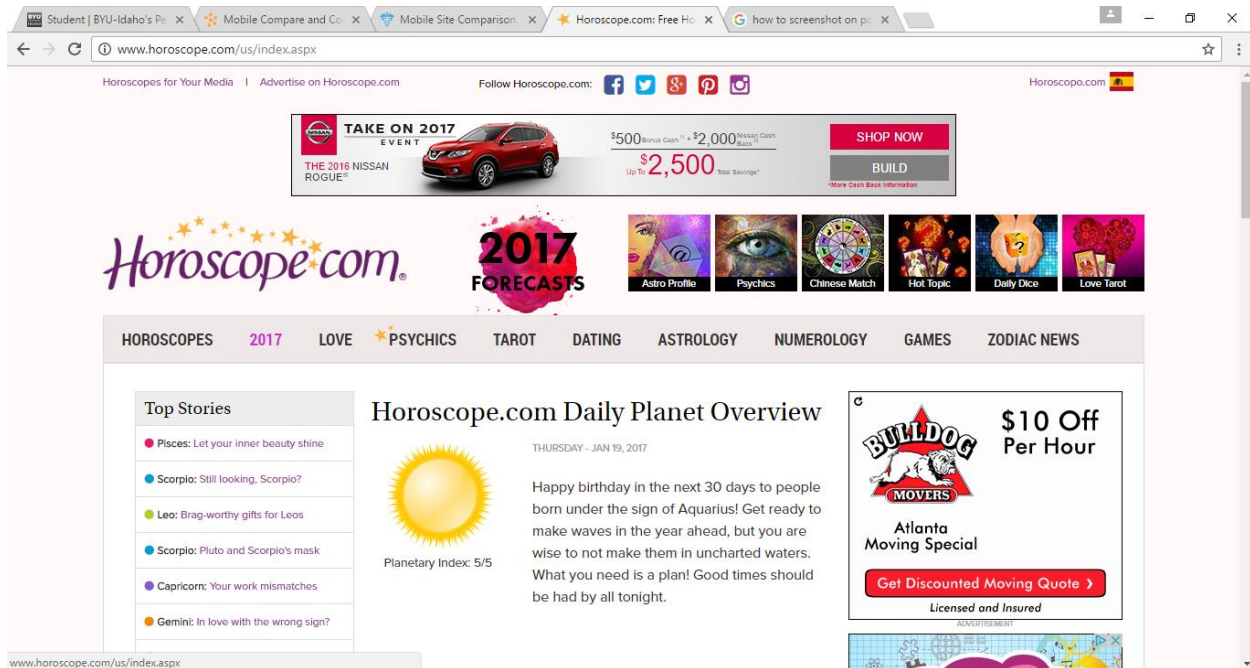 Student | BYU-Idaho's Pe
Mobile Compare and Co
Mobile Site Comparison
Horoscope.com: Free Ho
how to screenshot on pc
www.horoscope.com/us/index.aspx
Horoscopes for Your Media | Advertise on Horoscope.com
Follow Horoscope.com:
Horoscopo.com
NISSAN
TAKE ON 2017
EVENT
THE 2016 NISSAN
ROGUE®
$500 Bonus Cash + $2,000 Nissan Cash Back
Up To $2,500 Total Savings*
SHOP NOW
BUILD
*More Cash Back Information
Horoscope.com®
2017
FORECASTS
Astro Profile
Psychics
Chinese Match
Hot Topic
Daily Dice
Love Tarot
HOROSCOPES 2017 LOVE PSYCHICS TAROT DATING ASTROLOGY NUMEROLOGY GAMES ZODIAC NEWS
Top Stories
Pisces: Let your inner beauty shine
Scorpio: Still looking, Scorpio?
Leo: Brag-worthy gifts for Leos
Scorpio: Pluto and Scorpio's mask
Capricorn: Your work mismatches
Gemini: In love with the wrong sign?
Horoscope.com Daily Planet Overview
Planetary Index: 5/5
THURSDAY - JAN 19, 2017
Happy birthday in the next 30 days to people
born under the sign of Aquarius! Get ready to
make waves in the year ahead, but you are
wise to not make them in uncharted waters.
What you need is a plan! Good times should
be had by all tonight.
BULLDOG
MOVERS
$10 Off
Per Hour
Atlanta
Moving Special
Get Discounted Moving Quote
Licensed and Insured
ADVERTISEMENT
www.horoscope.com/us/index.aspx